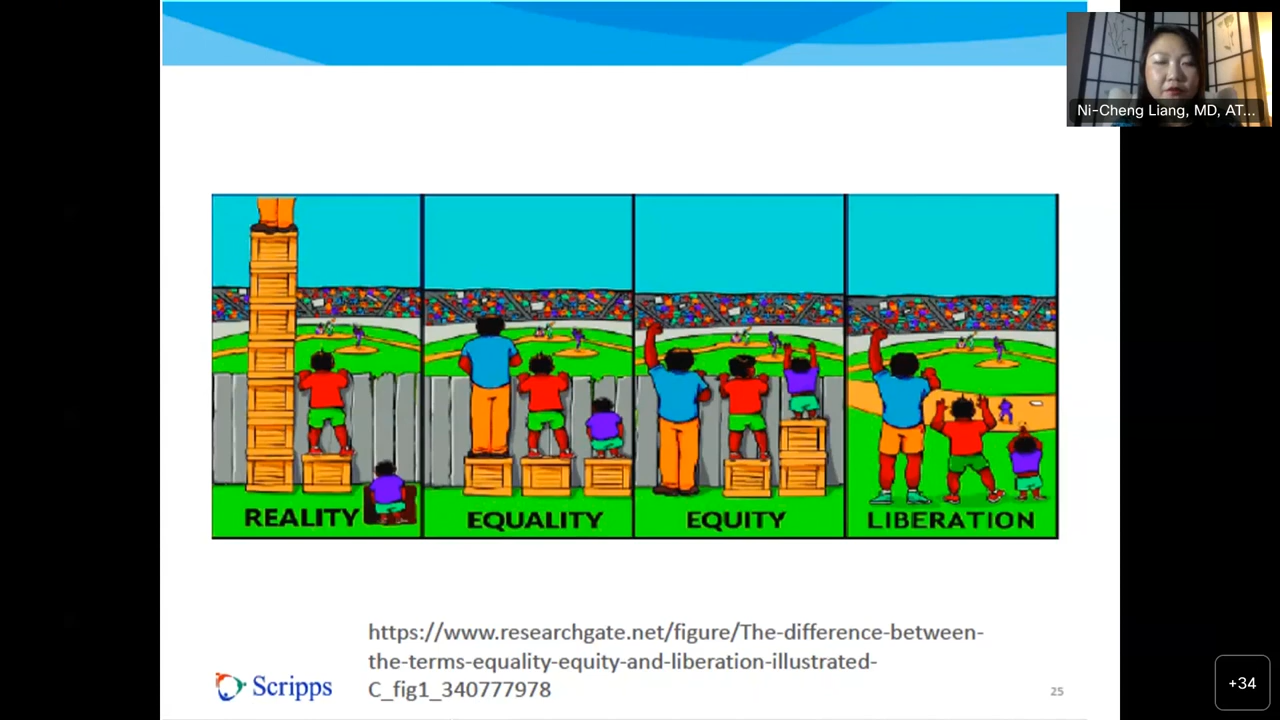 Ni-Cheng Liang, MD, AT...
REALITY
EQUALITY
EQUITY
LIBERATION
https://www.researchgate.net/figure/The-difference-between-
the-terms-equality-equity-and-liberation-illustrated-
C_fig1_340777978
Scripps
25
+34